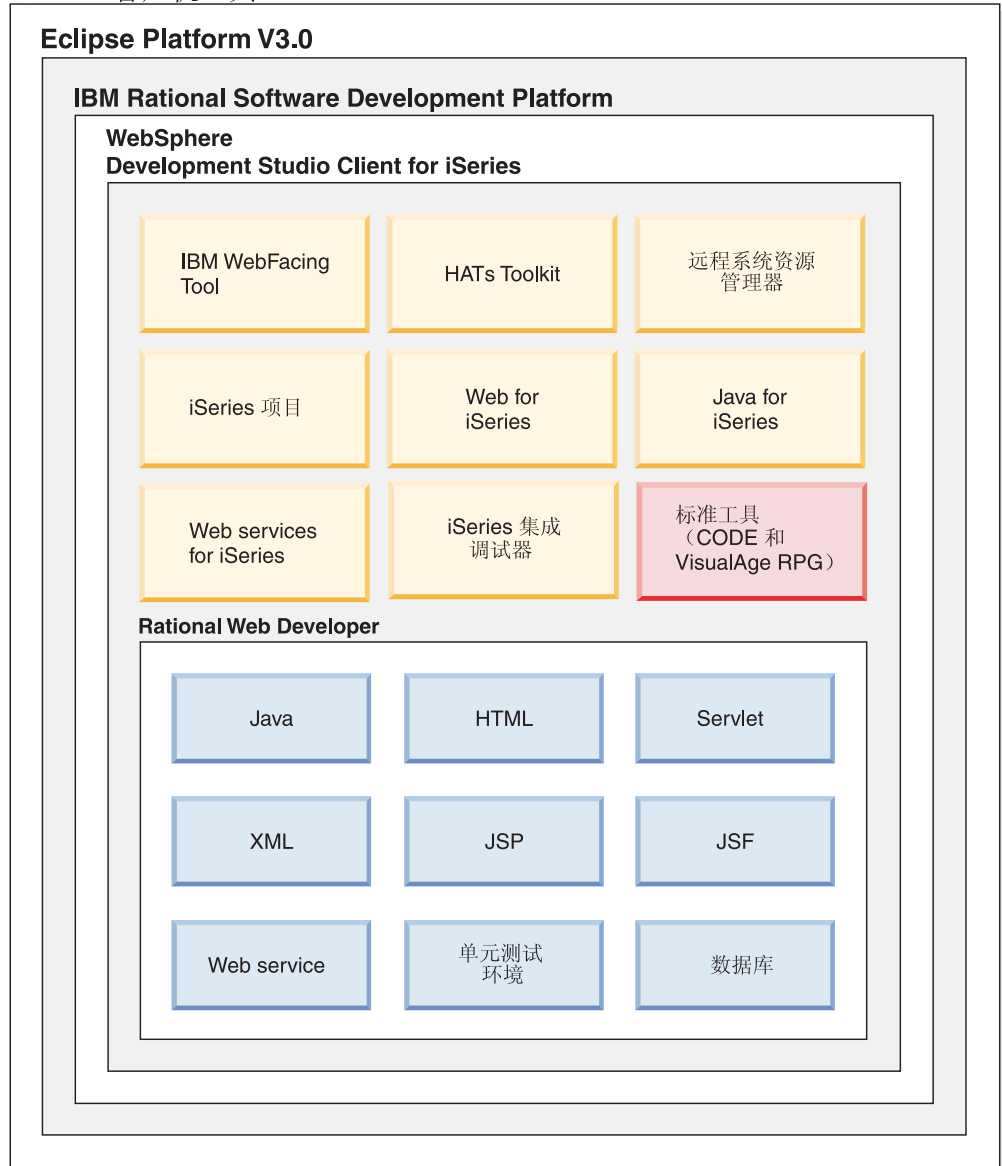 Eclipse Platform V3.0
IBM Rational Software Development Platform
WebSphere
Development Studio Client for iSeries
IBM WebFacing
Tool
HATs Toolkit
远程系统资源
管理器
iSeries 项目
Web for
iSeries
Java for
iSeries
Web services
for iSeries
iSeries 集成
调试器
标准工具
（CODE 和
VisualAge RPG）
Rational Web Developer
Java
HTML
Servlet
XML
JSP
JSF
Web service
单元测试
环境
数据库